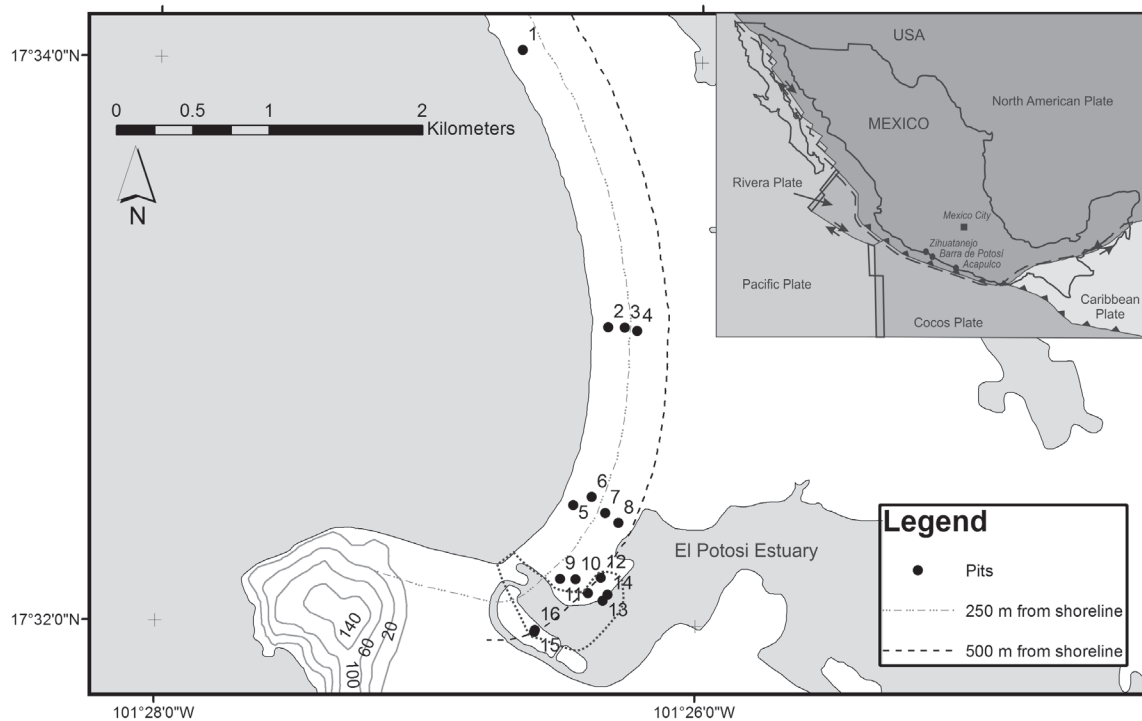 17°34'0"N
0
0.5
1
2
Kilometers
N
1
2
3
4
5
6
7
8
9
10
11
12
13
14
15
16
El Potosi Estuary
140
60
20
100
17°32'0"N
101°28'0"W
101°26'0"W
USA
North American Plate
MEXICO
Rivera Plate
Mexico City
Zihuatanejo
Barra de Potosí
Acapulco
Pacific Plate
Cocos Plate
Caribbean
Plate
Legend
Pits
250 m from shoreline
500 m from shoreline